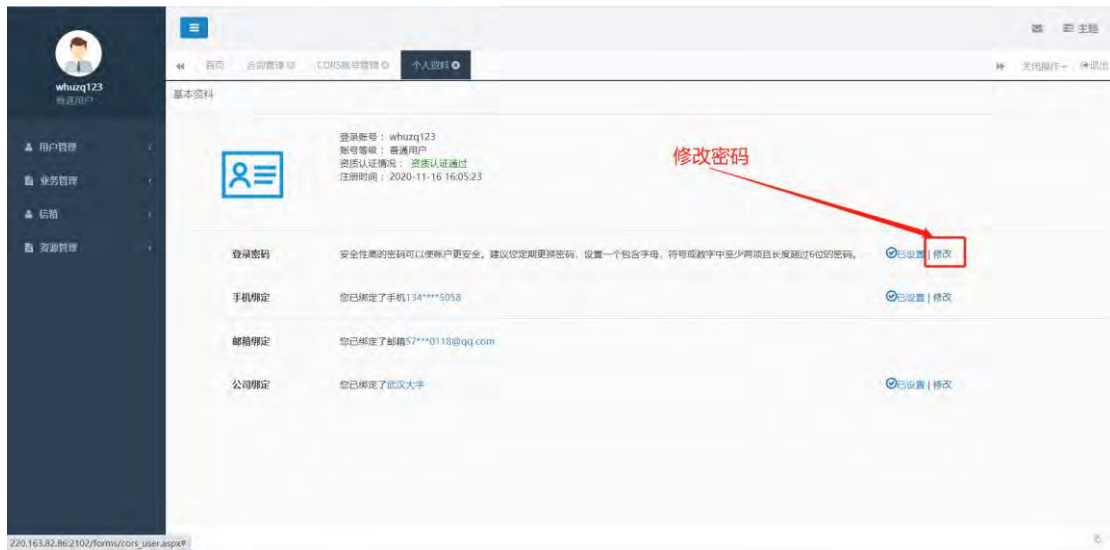 主题
首页 合同管理 CORS账号管理 个人资料 关闭操作 退出
whuzq123
普通用户
基本资料
登录账号： whuzq123
账号等级： 普通用户
资质认证情况： 资质认证通过
注册时间： 2020-11-16 16:05:23
修改密码
用户管理
业务管理
信箱
资源管理
登录密码 安全性高的密码可以使帐户更安全。建议您定期更换密码，设置一个包含字母，符号或数字中至少两项且长度超过6位的密码。 已设置 | 修改
手机绑定 您已绑定了手机134****5058 已设置 | 修改
邮箱绑定 您已绑定了邮箱57***0118@qq.com
公司绑定 您已绑定了武汉大学 已设置 | 修改
220.163.82.86:2102/forms/cors_user.aspx#